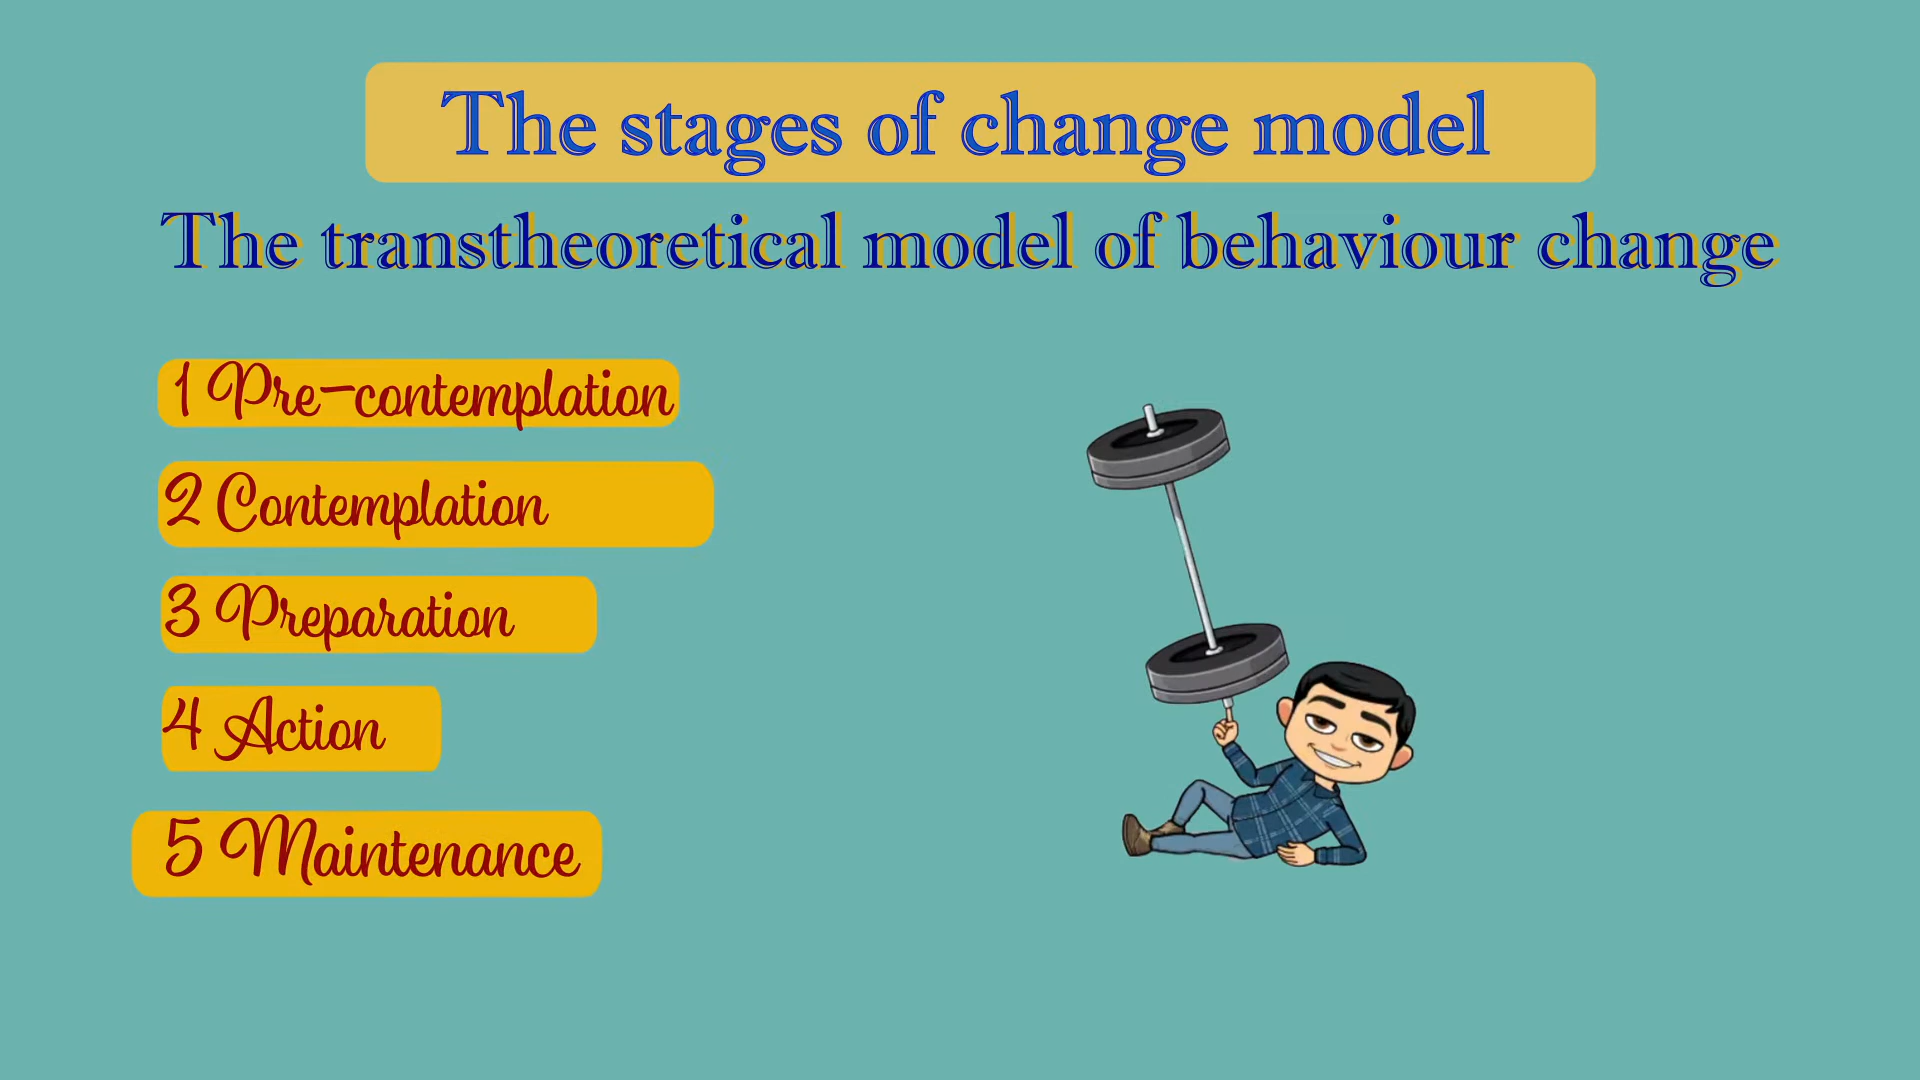 The stages of change model
The transtheoretical model of behaviour change
1 Pre-contemplation
2 Contemplation
3 Preparation
4 Action
5 Maintenance